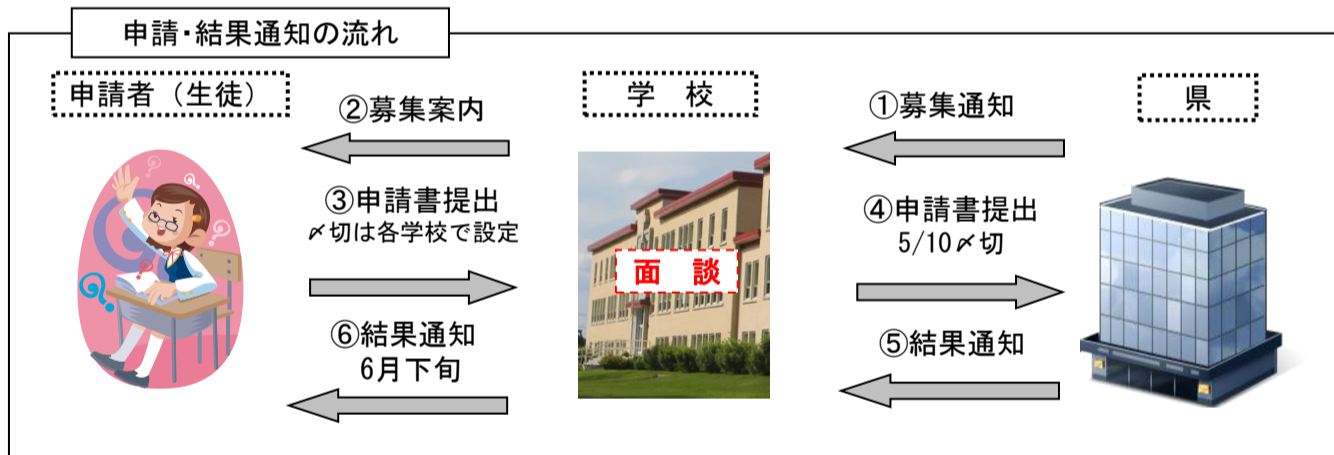 申請・結果通知の流れ
申請者（生徒）
学　校
県
②募集案内
①募集通知
③申請書提出
〆切は各学校で設定
④申請書提出
5/10〆切
面　談
⑥結果通知
6月下旬
⑤結果通知